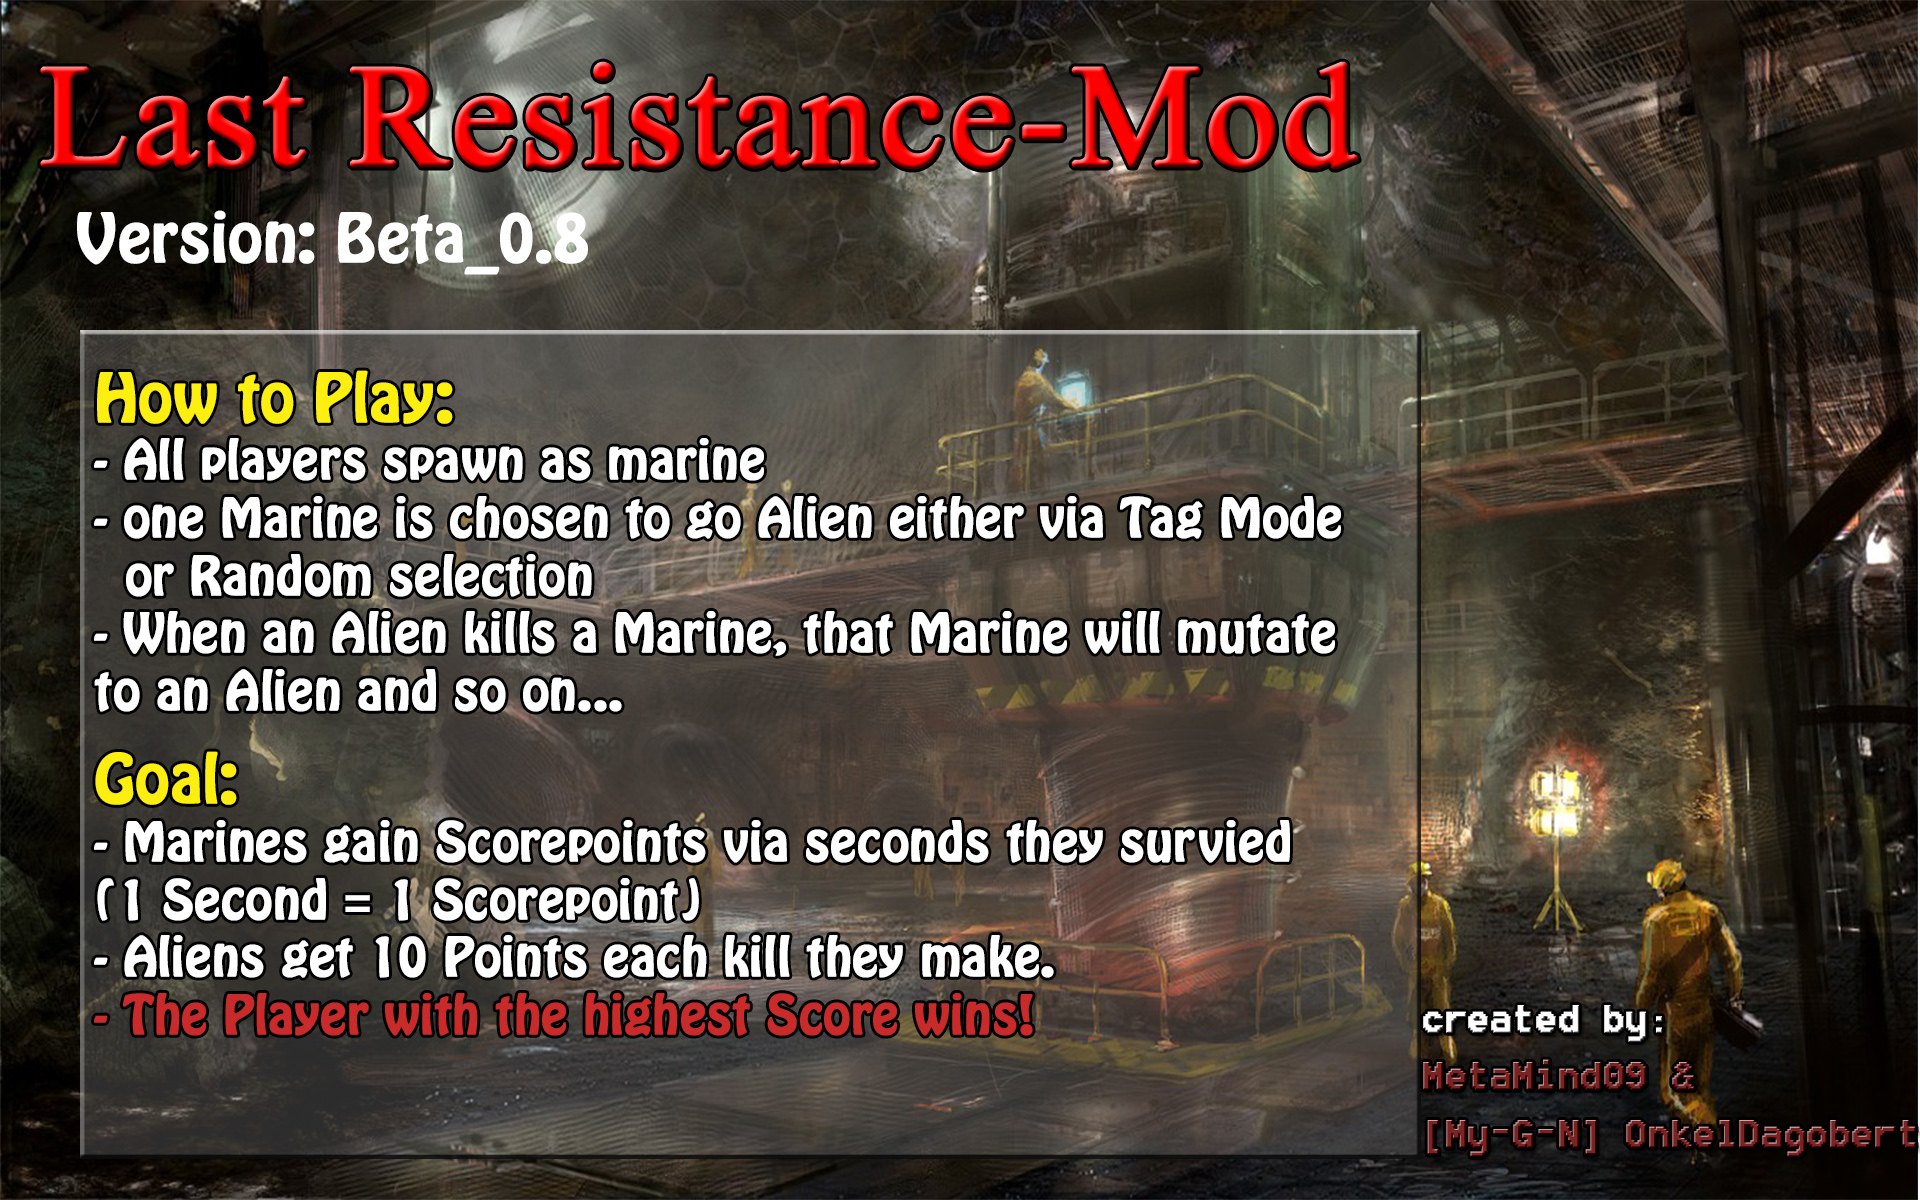 Last Resistance-Mod
Version: Beta_0.8
How to Play:
- All players spawn as marine
- one Marine is chosen to go Alien either via Tag Mode
or Random selection
- When an Alien kills a Marine, that Marine will mutate
to an Alien and so on...
Goal:
- Marines gain Scorepoints via seconds they survied
(1 Second = 1 Scorepoint)
- Aliens get 10 Points each kill they make.
- The Player with the highest Score wins!
created by:
MetaMind09 &
[My-G-N] OnkelDagobert